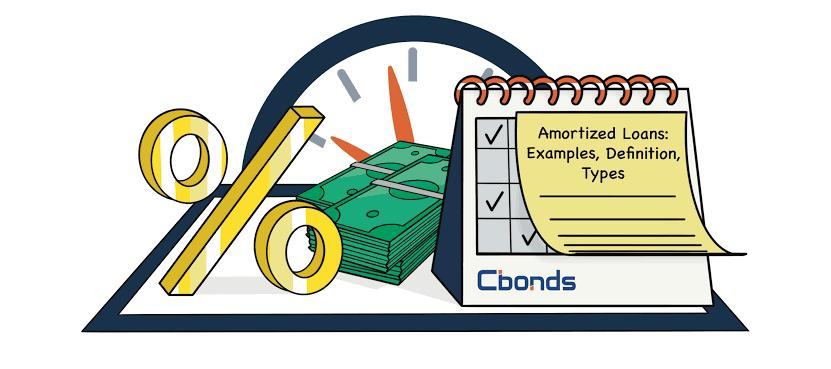 Amortized Loans:
Examples, Definition,
Types
Cbonds